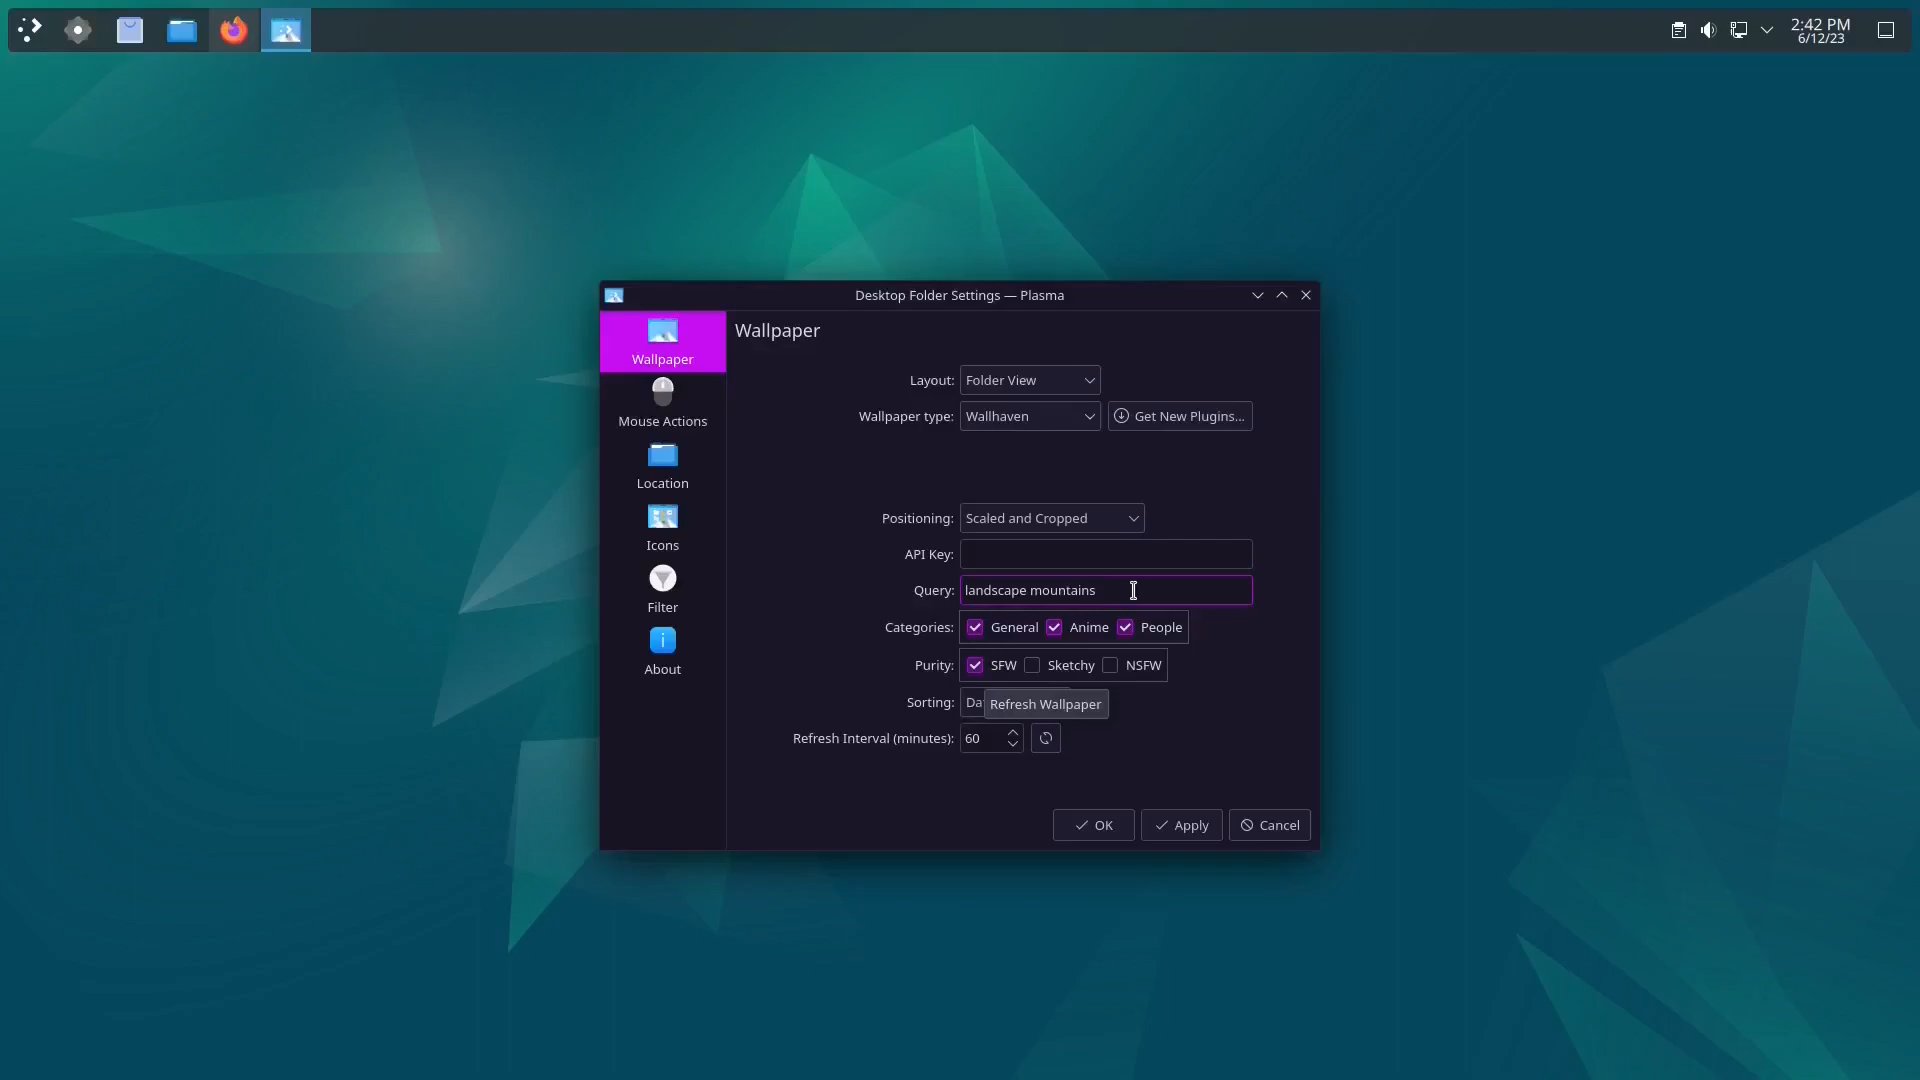 2:42 PM
6/12/23
Desktop Folder Settings — Plasma
Wallpaper
Mouse Actions
Location
Icons
Filter
About
Wallpaper
Layout: Folder View
Wallpaper type: Wallhaven Get New Plugins...
Positioning: Scaled and Cropped
API Key:
Query: landscape mountains
Categories: General Anime People
Purity: SFW Sketchy NSFW
Sorting:
Refresh Wallpaper
Refresh Interval (minutes): 60
OK Apply Cancel